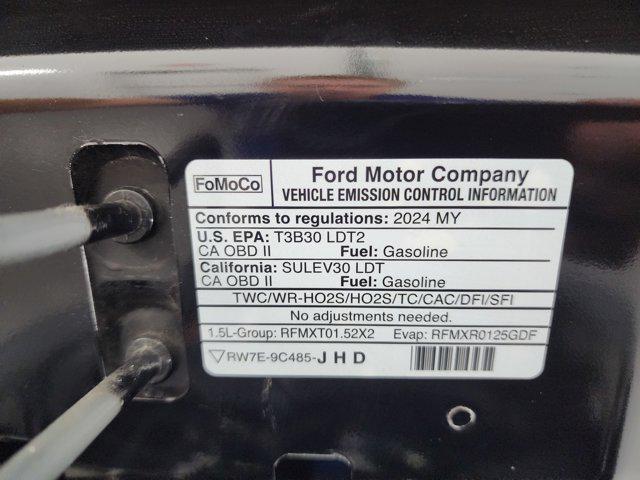 FoMoCo
Ford Motor Company
VEHICLE EMISSION CONTROL INFORMATION
Conforms to regulations: 2024 MY
U.S. EPA: T3B30 LDT2
CA OBD II Fuel: Gasoline
California: SULEV30 LDT
CA OBD II Fuel: Gasoline
TWC/WR-HO2S/HO2S/TC/CAC/DFI/SFI
No adjustments needed.
1.5L-Group: RFMXT01.52X2 Evap: RFMXR0125GDF
RW7E-9C485-JHD